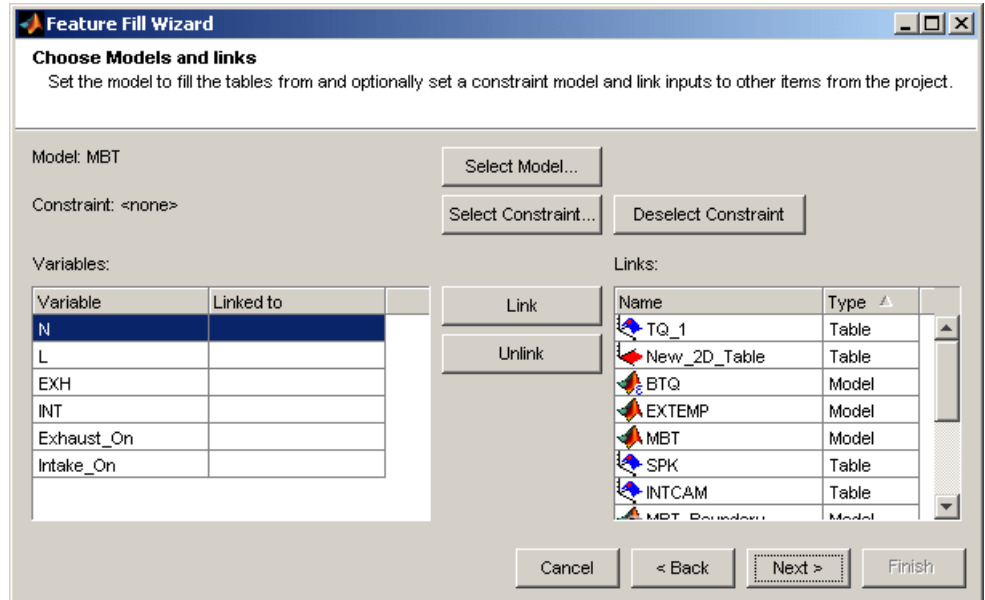 Feature Fill Wizard
Choose Models and links
Set the model to fill the tables from and optionally set a constraint model and link inputs to other items from the project.
Model: MBT
Select Model...
Constraint: <none>
Select Constraint...
Deselect Constraint
Variables:
Links:
Variable Linked to
Link
Name Type
N
TQ_1 Table
L
Unlink
New_2D_Table Table
EXH
BTQ Model
INT
EXTEMP Model
Exhaust_On
MBT Model
Intake_On
SPK Table
INTCAM Table
MBT_Boundary Model
Cancel
< Back
Next >
Finish